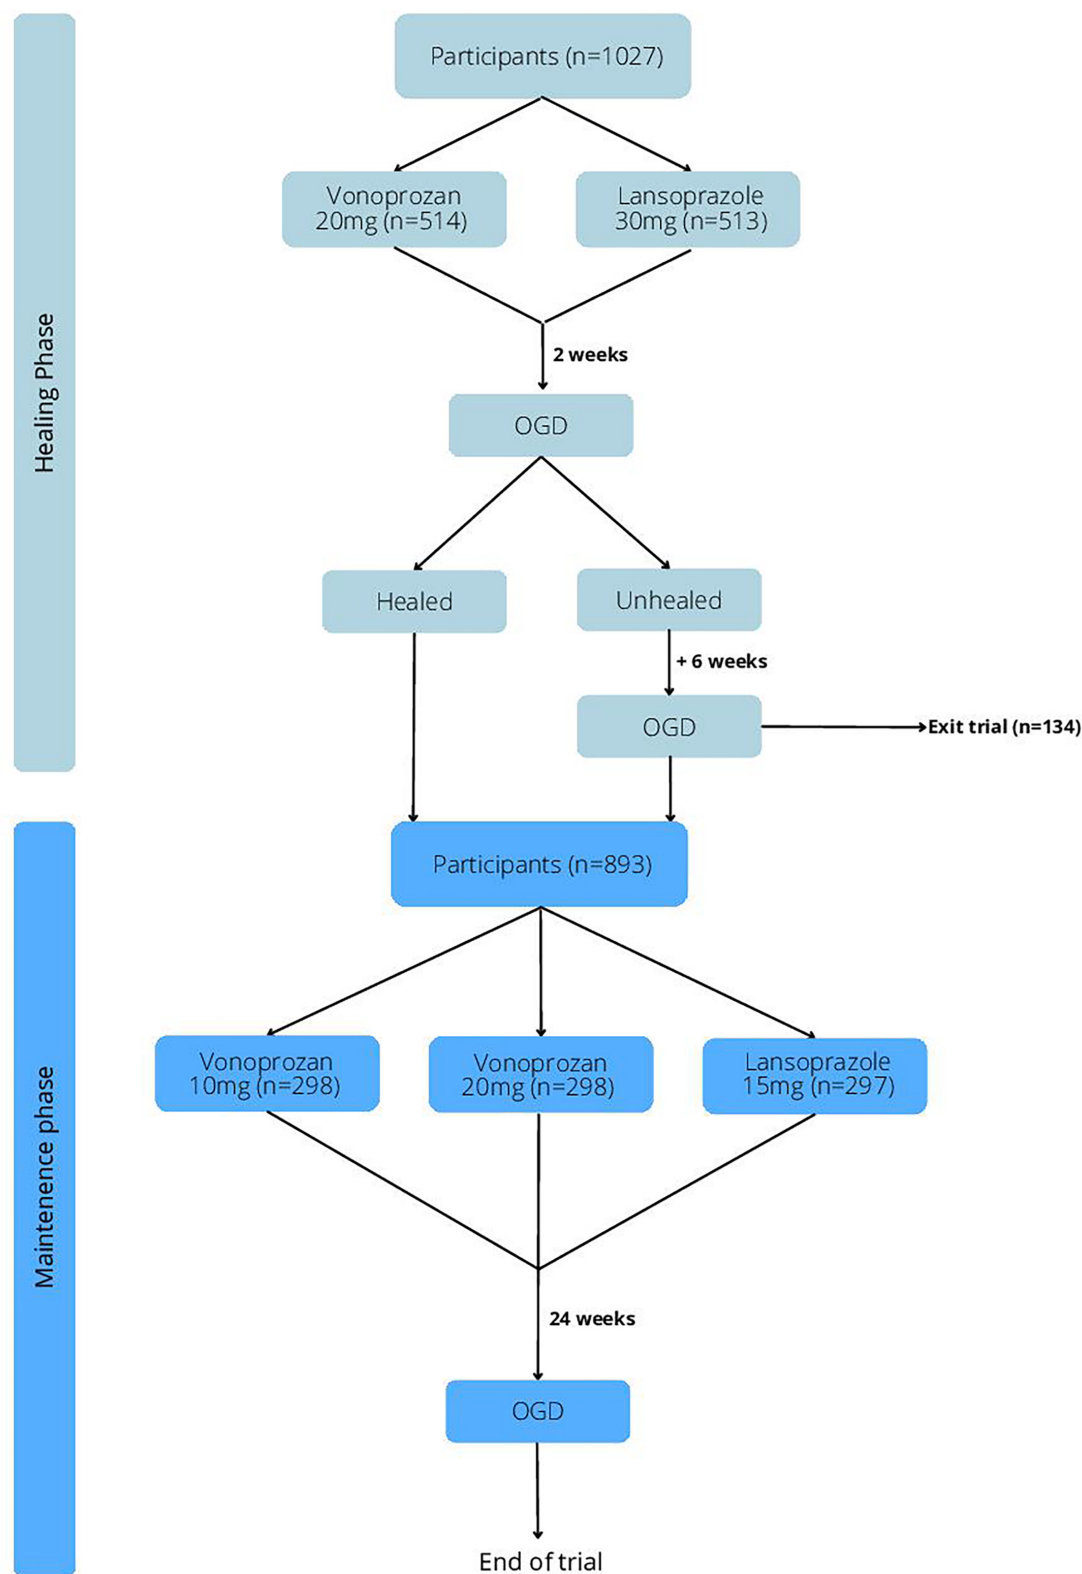 Healing Phase
Participants (n=1027)
Vonoprozan
20mg (n=514)
Lansoprazole
30mg (n=513)
2 weeks
OGD
Healed
Unhealed
+ 6 weeks
OGD
Exit trial (n=134)
Maintenence phase
Participants (n=893)
Vonoprozan
10mg (n=298)
Vonoprozan
20mg (n=298)
Lansoprazole
15mg (n=297)
24 weeks
OGD
End of trial